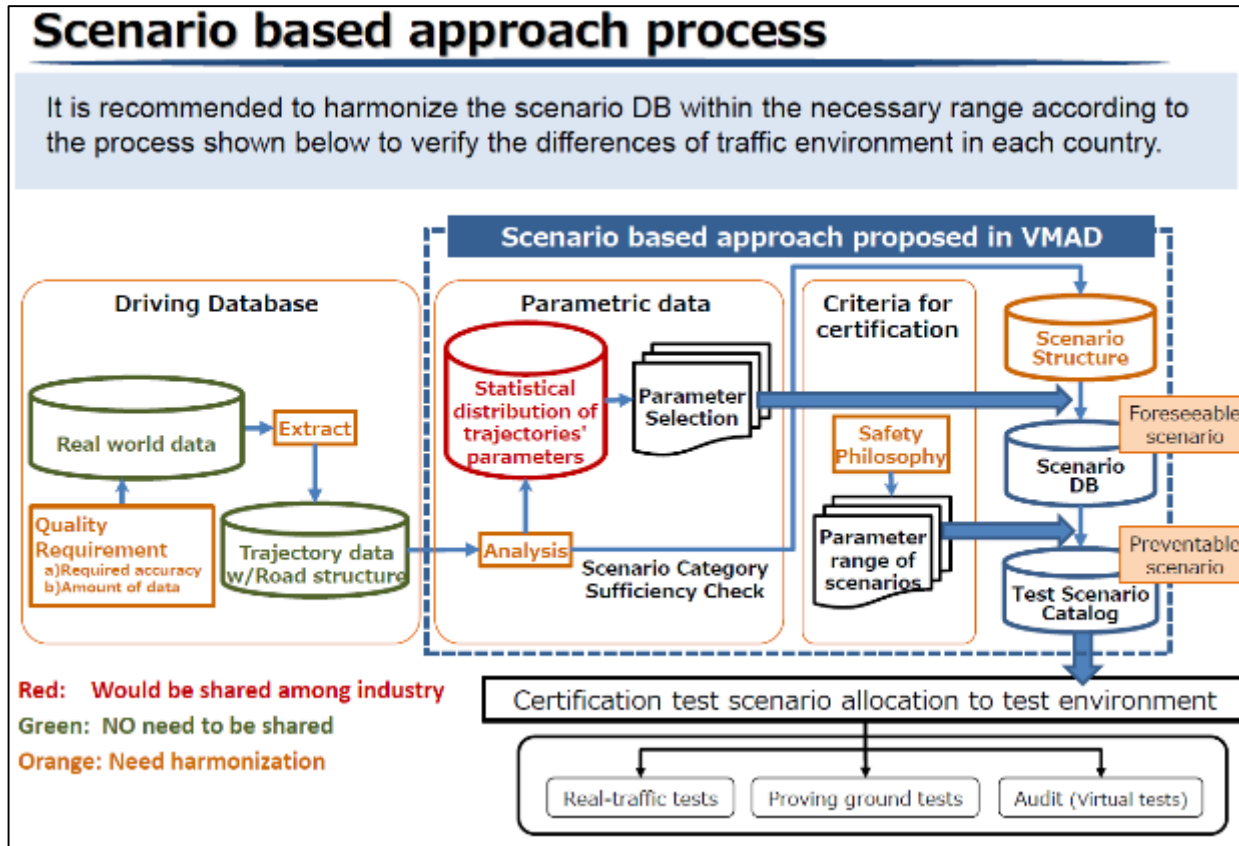 Scenario based approach process
It is recommended to harmonize the scenario DB within the necessary range according to
the process shown below to verify the differences of traffic environment in each country.
Scenario based approach proposed in VMAD
Driving Database
Real world data
Extract
Quality
Requirement
a)Required accuracy
b)Amount of data
Trajectory data
w/Road structure
Parametric data
Statistical
distribution of
trajectories'
parameters
Parameter
Selection
Analysis
Scenario Category
Sufficiency Check
Criteria for
certification
Safety
Philosophy
Parameter
range of
scenarios
Scenario
Structure
Foreseeable
scenario
Scenario
DB
Preventable
scenario
Test Scenario
Catalog
Red: Would be shared among industry
Green: NO need to be shared
Orange: Need harmonization
Certification test scenario allocation to test environment
Real-traffic tests
Proving ground tests
Audit (Virtual tests)